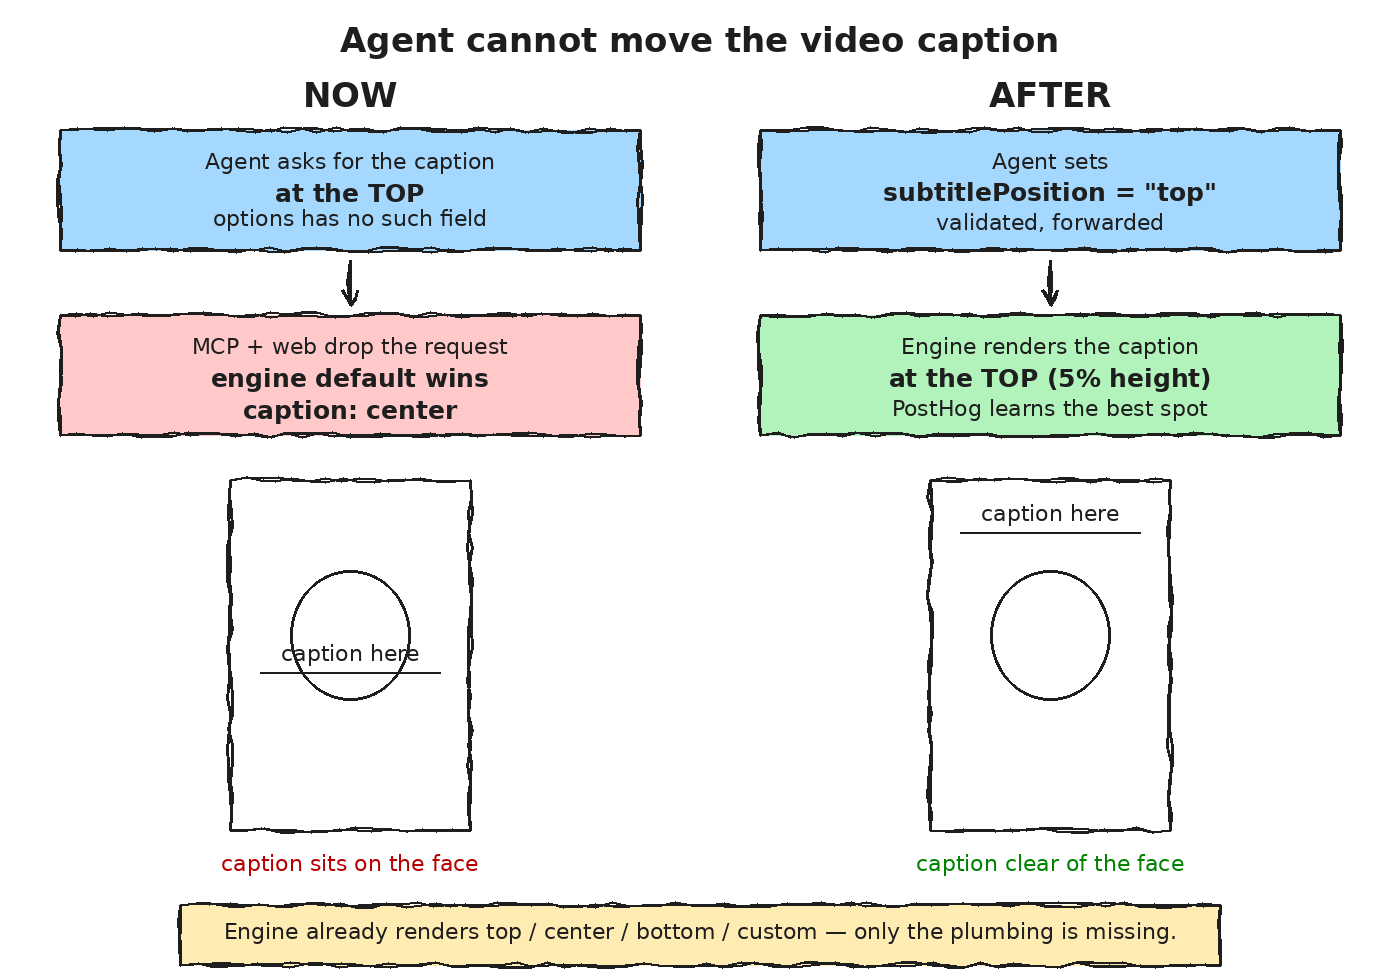 Agent cannot move the video caption
NOW
Agent asks for the caption
at the TOP
options has no such field
MCP + web drop the request
engine default wins
caption: center
caption here
caption sits on the face
AFTER
Agent sets
subtitlePosition = "top"
validated, forwarded
Engine renders the caption
at the TOP (5% height)
PostHog learns the best spot
caption here
caption clear of the face
Engine already renders top / center / bottom / custom — only the plumbing is missing.